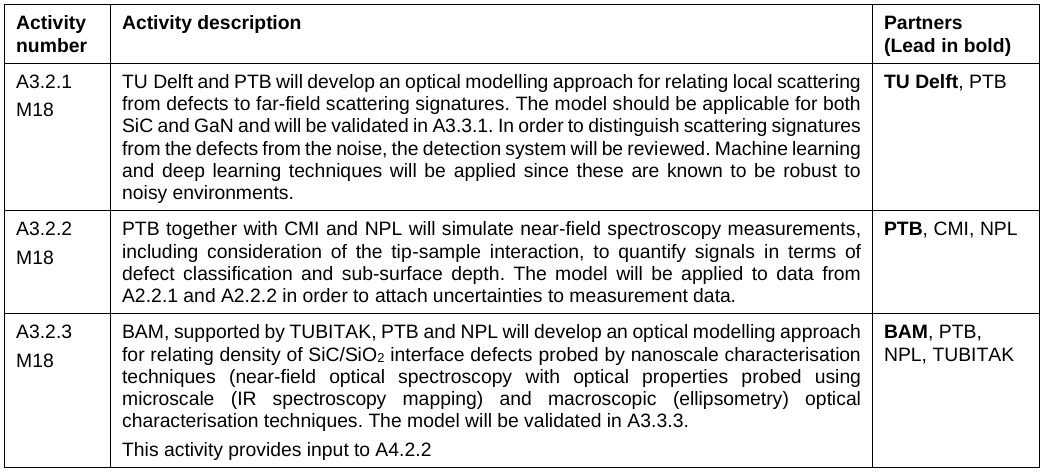 Activity number
Activity description
Partners (Lead in bold)
A3.2.1
M18
TU Delft and PTB will develop an optical modelling approach for relating local scattering
from defects to far-field scattering signatures. The model should be applicable for both
SiC and GaN and will be validated in A3.3.1. In order to distinguish scattering signatures
from the defects from the noise, the detection system will be reviewed. Machine learning
and deep learning techniques will be applied since these are known to be robust to
noisy environments.
TU Delft, PTB
A3.2.2
M18
PTB together with CMI and NPL will simulate near-field spectroscopy measurements,
including consideration of the tip-sample interaction, to quantify signals in terms of
defect classification and sub-surface depth. The model will be applied to data from
A2.2.1 and A2.2.2 in order to attach uncertainties to measurement data.
PTB, CMI, NPL
A3.2.3
M18
BAM, supported by TUBITAK, PTB and NPL will develop an optical modelling approach
for relating density of SiC/SiO₂ interface defects probed by nanoscale characterisation
techniques (near-field optical spectroscopy with optical properties probed using
microscale (IR spectroscopy mapping) and macroscopic (ellipsometry) optical
characterisation techniques. The model will be validated in A3.3.3.
This activity provides input to A4.2.2
BAM, PTB,
NPL, TUBITAK